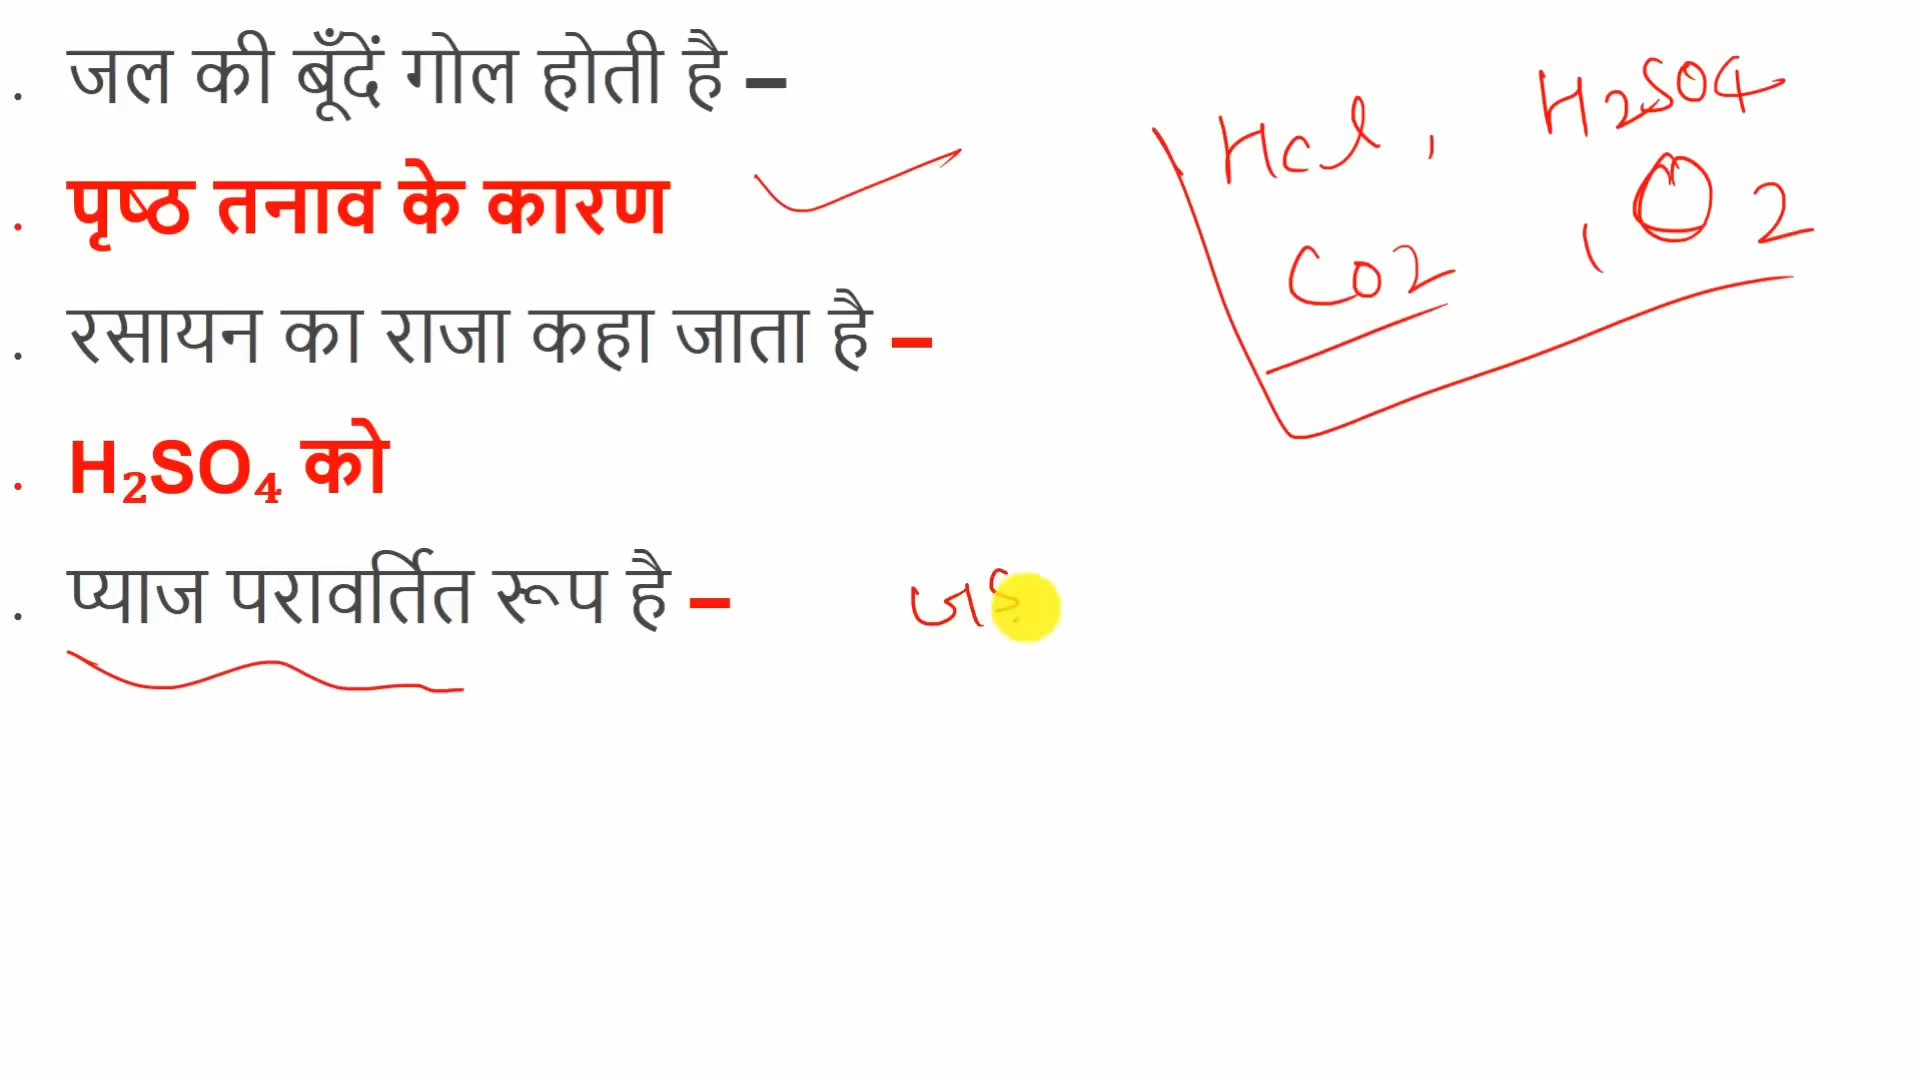 . जल की बूँदें गोल होती है –
. पृष्ठ तनाव के कारण
. रसायन का राजा कहा जाता है –
. H₂SO₄ को
. प्याज परावर्तित रूप है –
Hcl, H2SO4
CO2, O2